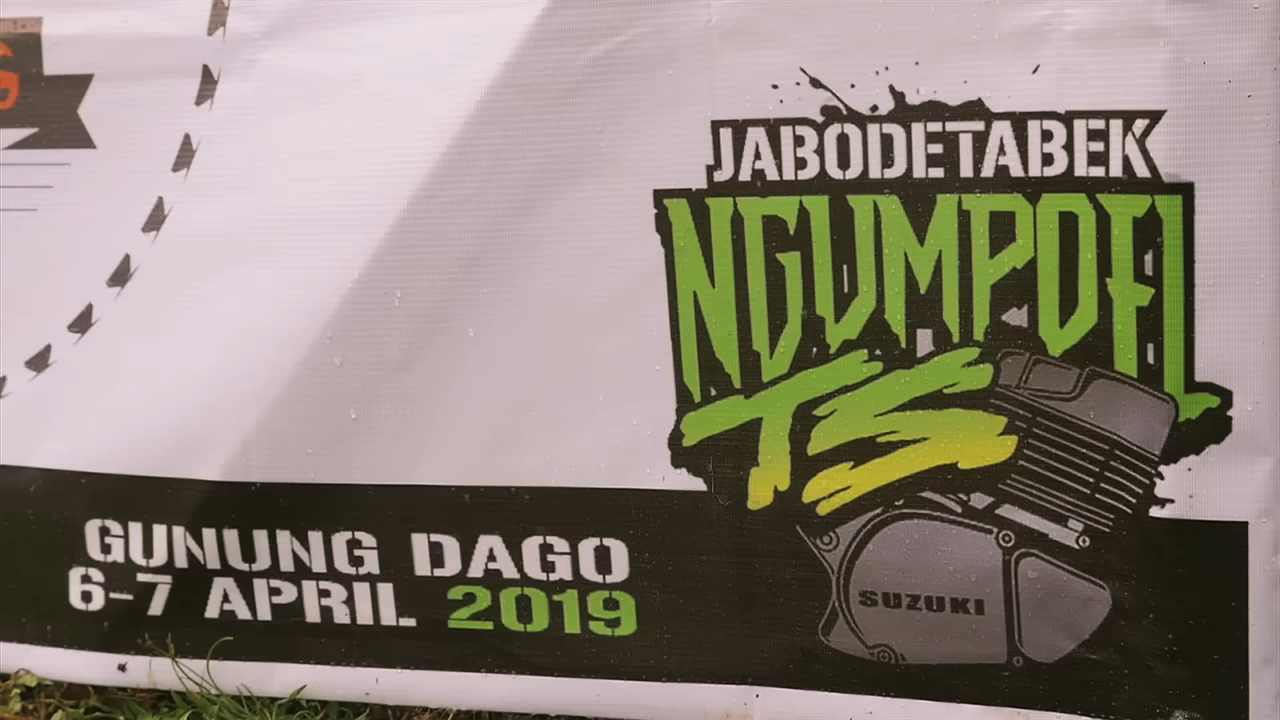 JABODETABEK
NGUMPOEL
TS
SUZUKI
GUNUNG DAGO
6-7 APRIL 2019